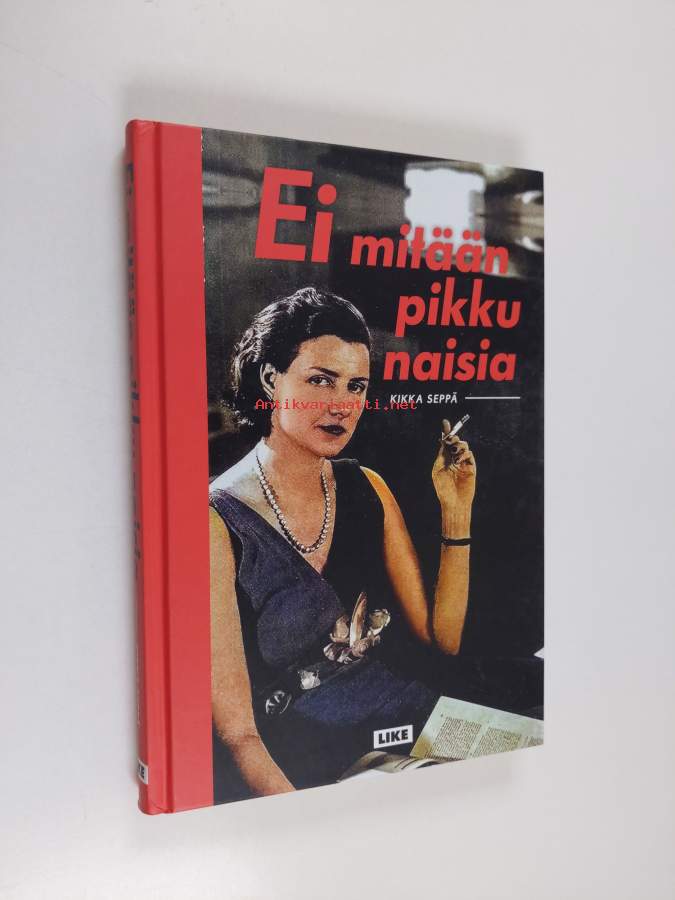 Ei mitään
pikku
naisia
KIKKA SEPPÄ
Antikvariaatti.net
LIKE